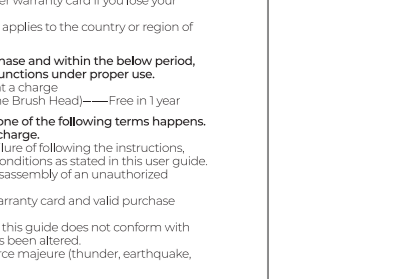 er warranty card if you lose your
applies to the country or region of
hase and within the below period,
unctions under proper use.
t a charge
ne Brush Head)——Free in 1 year
one of the following terms happens.
charge.
lure of following the instructions,
onditions as stated in this user guide.
sassembly of an unauthorized
arranty card and valid purchase
this guide does not conform with
s been altered.
rce majeure (thunder, earthquake,